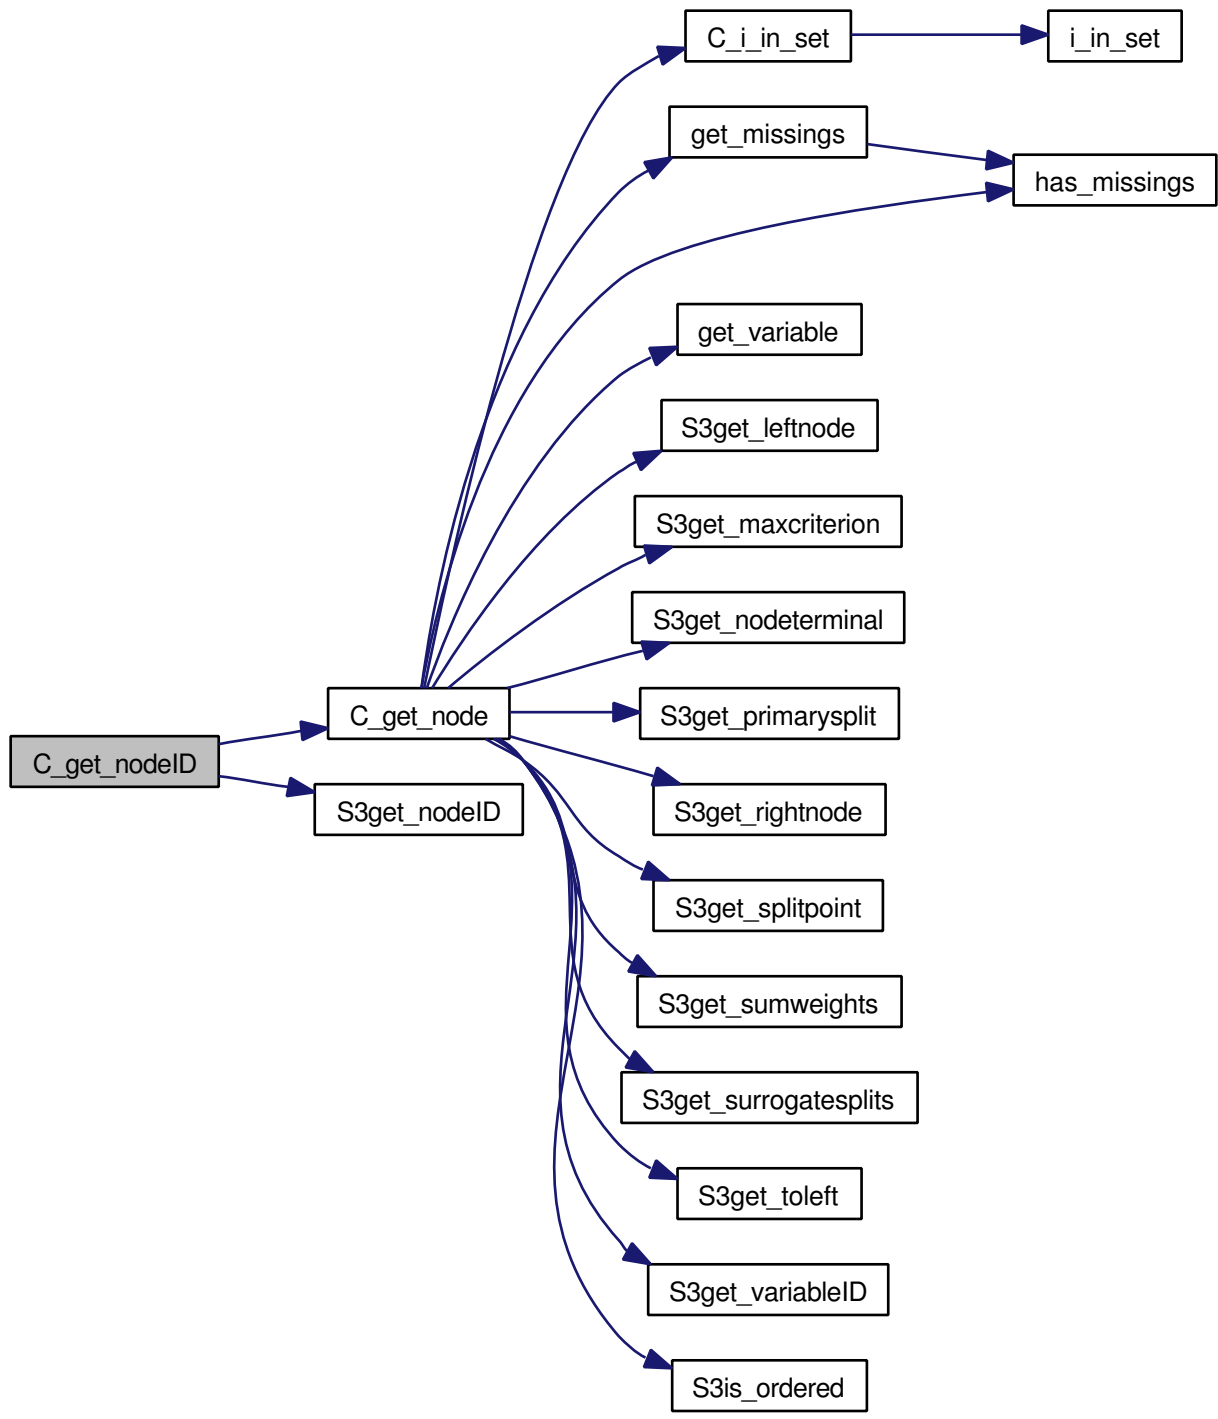 C_i_in_set
i_in_set
get_missings
has_missings
get_variable
S3get_leftnode
S3get_maxcriterion
S3get_nodeterminal
C_get_node
S3get_primarysplit
C_get_nodeID
S3get_nodeID
S3get_rightnode
S3get_splitpoint
S3get_sumweights
S3get_surrogatesplits
S3get_toleft
S3get_variableID
S3is_ordered